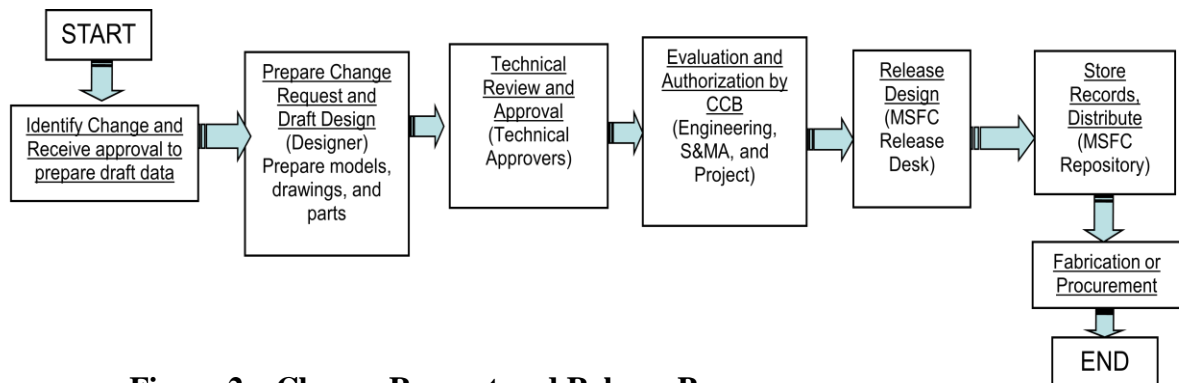 START
Identify Change and
Receive approval to
prepare draft data
Prepare Change
Request and
Draft Design
(Designer)
Prepare models,
drawings, and
parts
Technical
Review and
Approval
(Technical
Approvers)
Evaluation and
Authorization by
CCB
(Engineering,
S&MA, and
Project)
Release
Design
(MSFC
Release
Desk)
Store
Records,
Distribute
(MSFC
Repository)
Fabrication or
Procurement
END